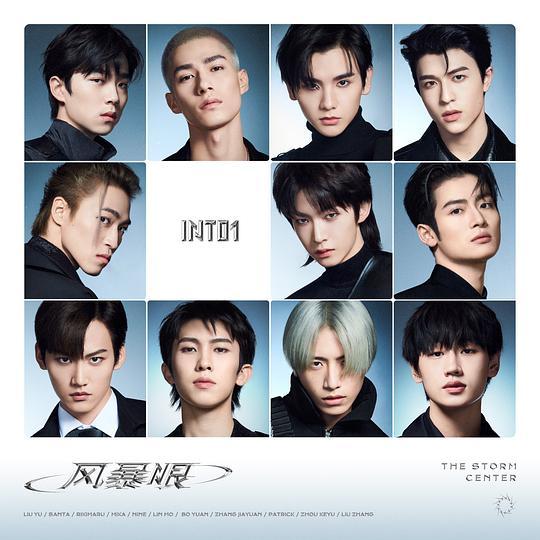 INTO1
风暴眼
THE STORM
CENTER
LIU YU / SANTA / RIKIMARU / MIKA / NINE / LIN MO / BO YUAN / ZHANG JIAYUAN / PATRICK / ZHOU KEYU / LIU ZHANG